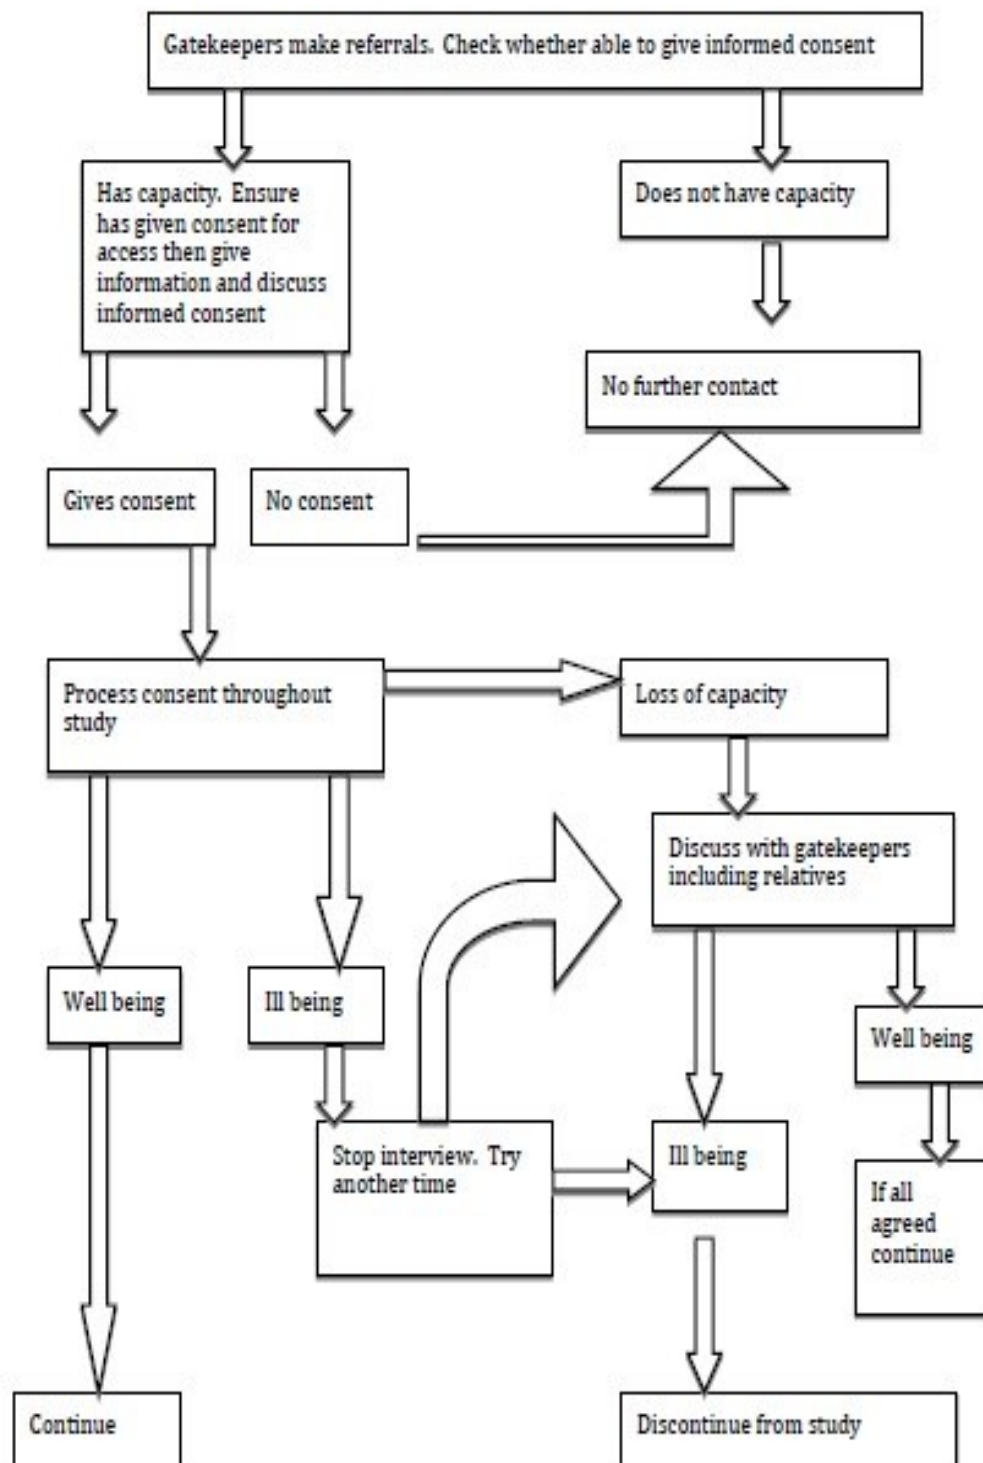 Gatekeepers make referrals.  Check whether able to give informed consent
Has capacity.  Ensure
has given consent for
access then give
information and discuss
informed consent
Does not have capacity
No further contact
Gives consent
No consent
Process consent throughout
study
Loss of capacity
Discuss with gatekeepers
including relatives
Well being
Ill being
Well being
Stop interview.  Try
another time
Ill being
If all
agreed
continue
Continue
Discontinue from study